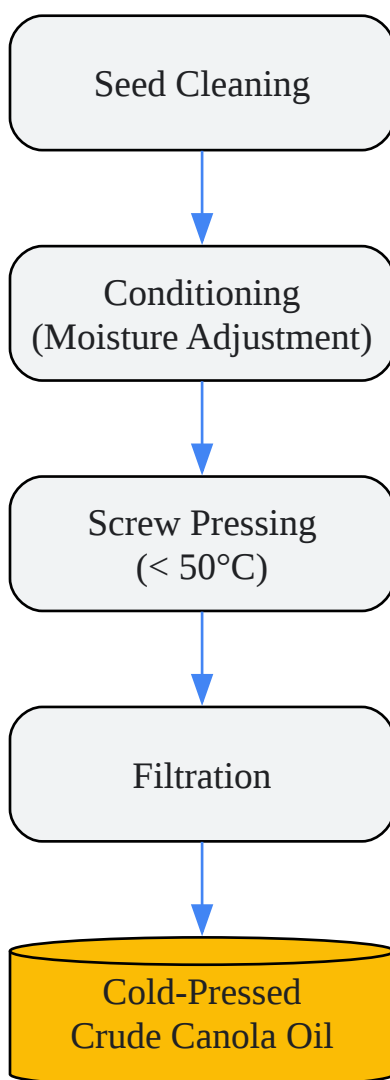 Seed Cleaning
Conditioning
(Moisture Adjustment)
Screw Pressing
(< 50°C)
Filtration
Cold-Pressed
Crude Canola Oil